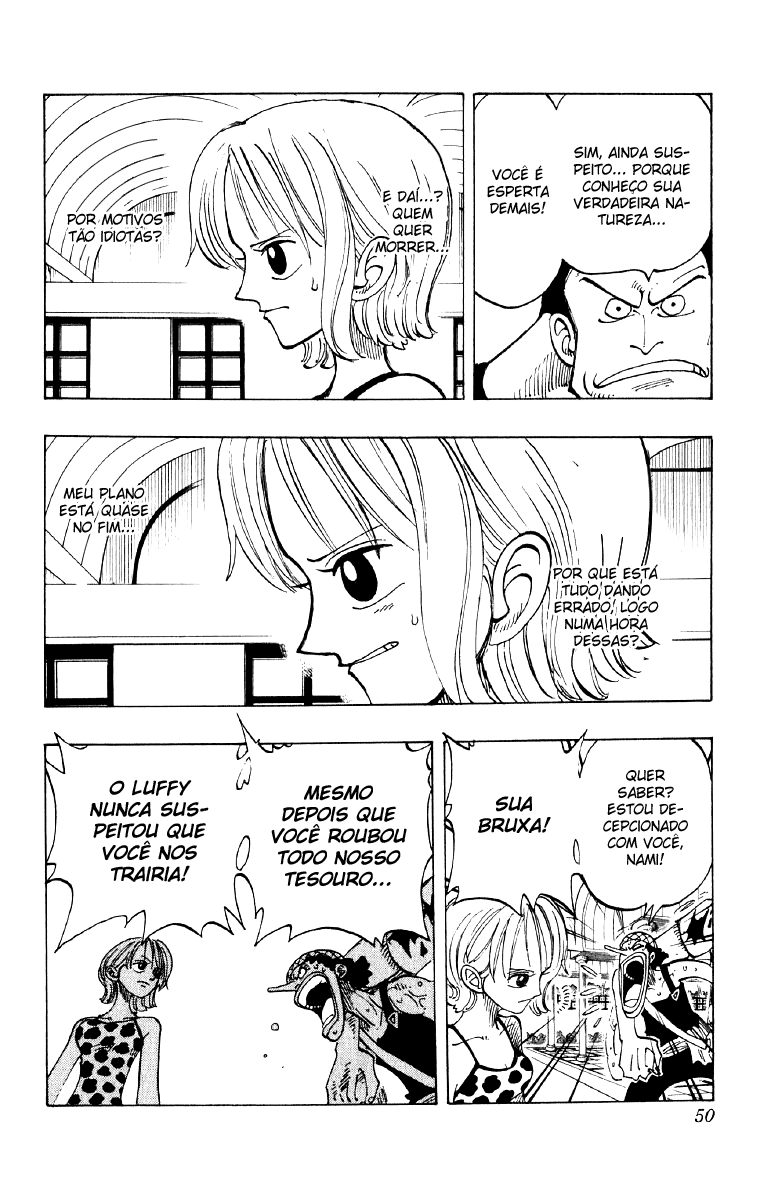 SIM, AINDA SUS-
PEITO... PORQUE
CONHEÇO SUA
VERDADEIRA NA-
TUREZA...
VOCÊ É
ESPERTA
DEMAIS!
E DAÍ...?
QUEM
QUER
MORRER...
POR MOTIVOS
TÃO IDIOTAS?
POR QUE ESTÁ
TUDO DANDO
ERRADO, LOGO
NUMA HORA
DESSAS?
MEU PLANO
ESTÁ QUASE
NO FIM...
QUER
SABER?
ESTOU DE-
CEPCIONADO
COM VOCÊ,
NAMI!
SUA
BRUXA!
MESMO
DEPOIS QUE
VOCÊ ROUBOU
TODO NOSSO
TESOURO...
O LUFFY
NUNCA SUS-
PEITOU QUE
VOCÊ NOS
TRAIRIA!
50